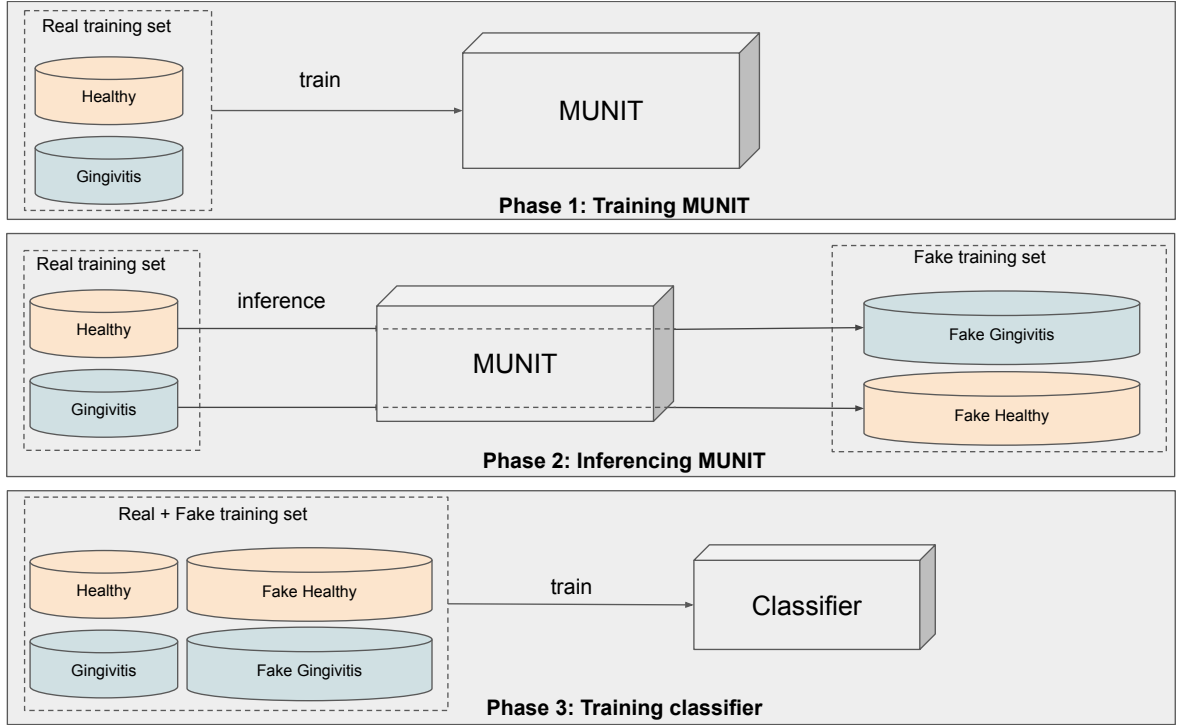 Real training set
Healthy
Gingivitis
train
MUNIT
Phase 1: Training MUNIT
Real training set
Healthy
Gingivitis
inference
MUNIT
Fake training set
Fake Gingivitis
Fake Healthy
Phase 2: Inferencing MUNIT
Real + Fake training set
Healthy
Fake Healthy
Gingivitis
Fake Gingivitis
train
Classifier
Phase 3: Training classifier